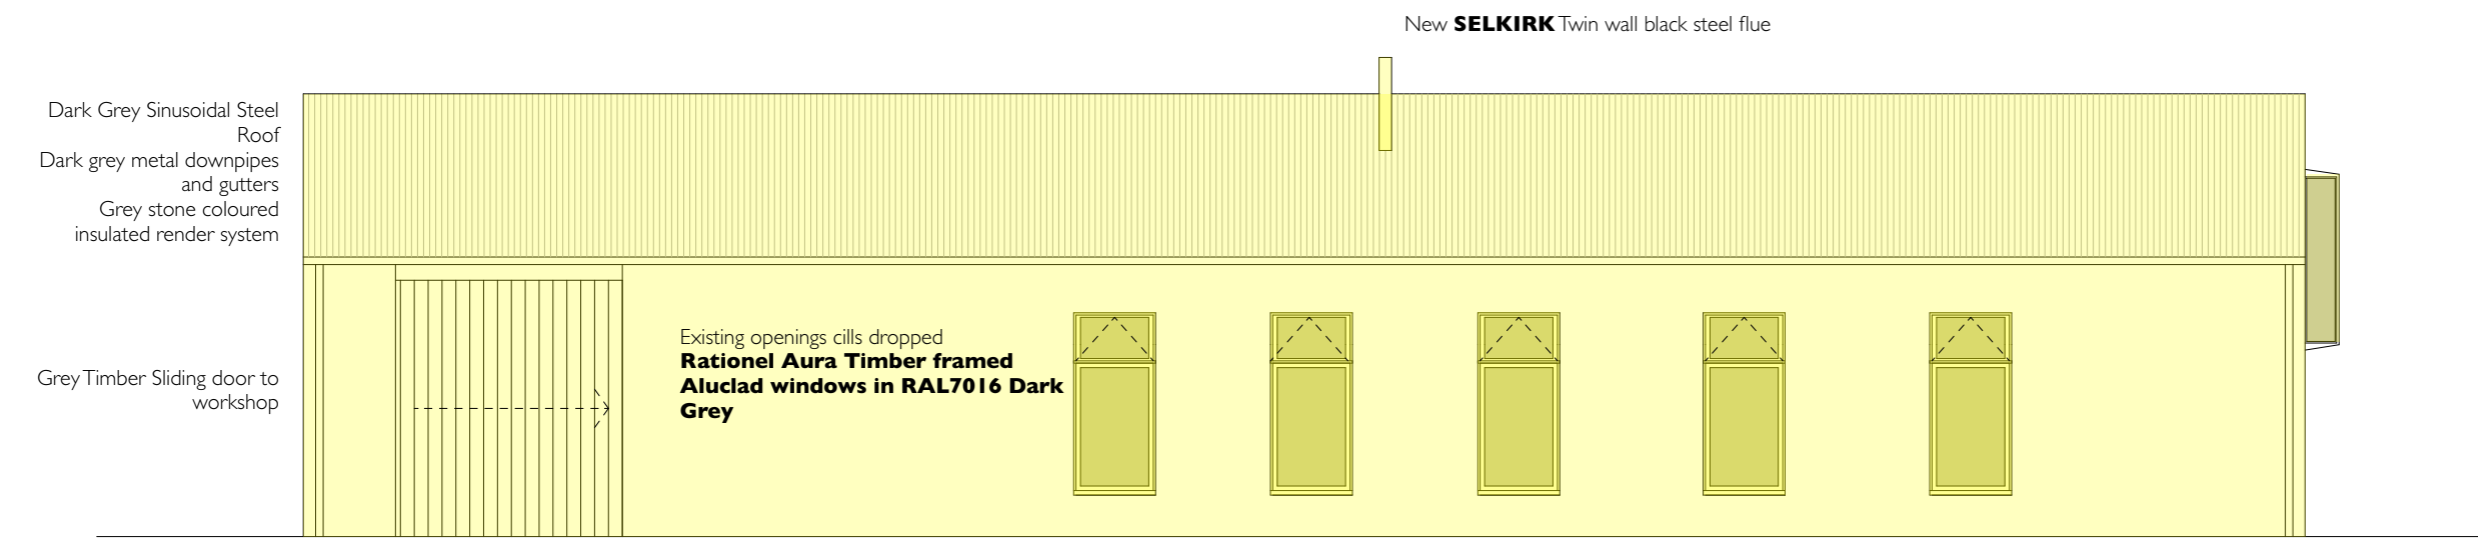 New SELKIRK Twin wall black steel flue
Dark Grey Sinusoidal Steel
Roof
Dark grey metal downpipes
and gutters
Grey stone coloured
insulated render system
Existing openings cills dropped
Rationel Aura Timber framed
Aluclad windows in RAL7016 Dark
Grey
Grey Timber Sliding door to
workshop